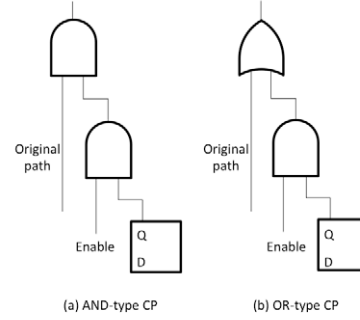 Original
path
Enable
Q
D
Original
path
Enable
Q
D
(a) AND-type CP
(b) OR-type CP